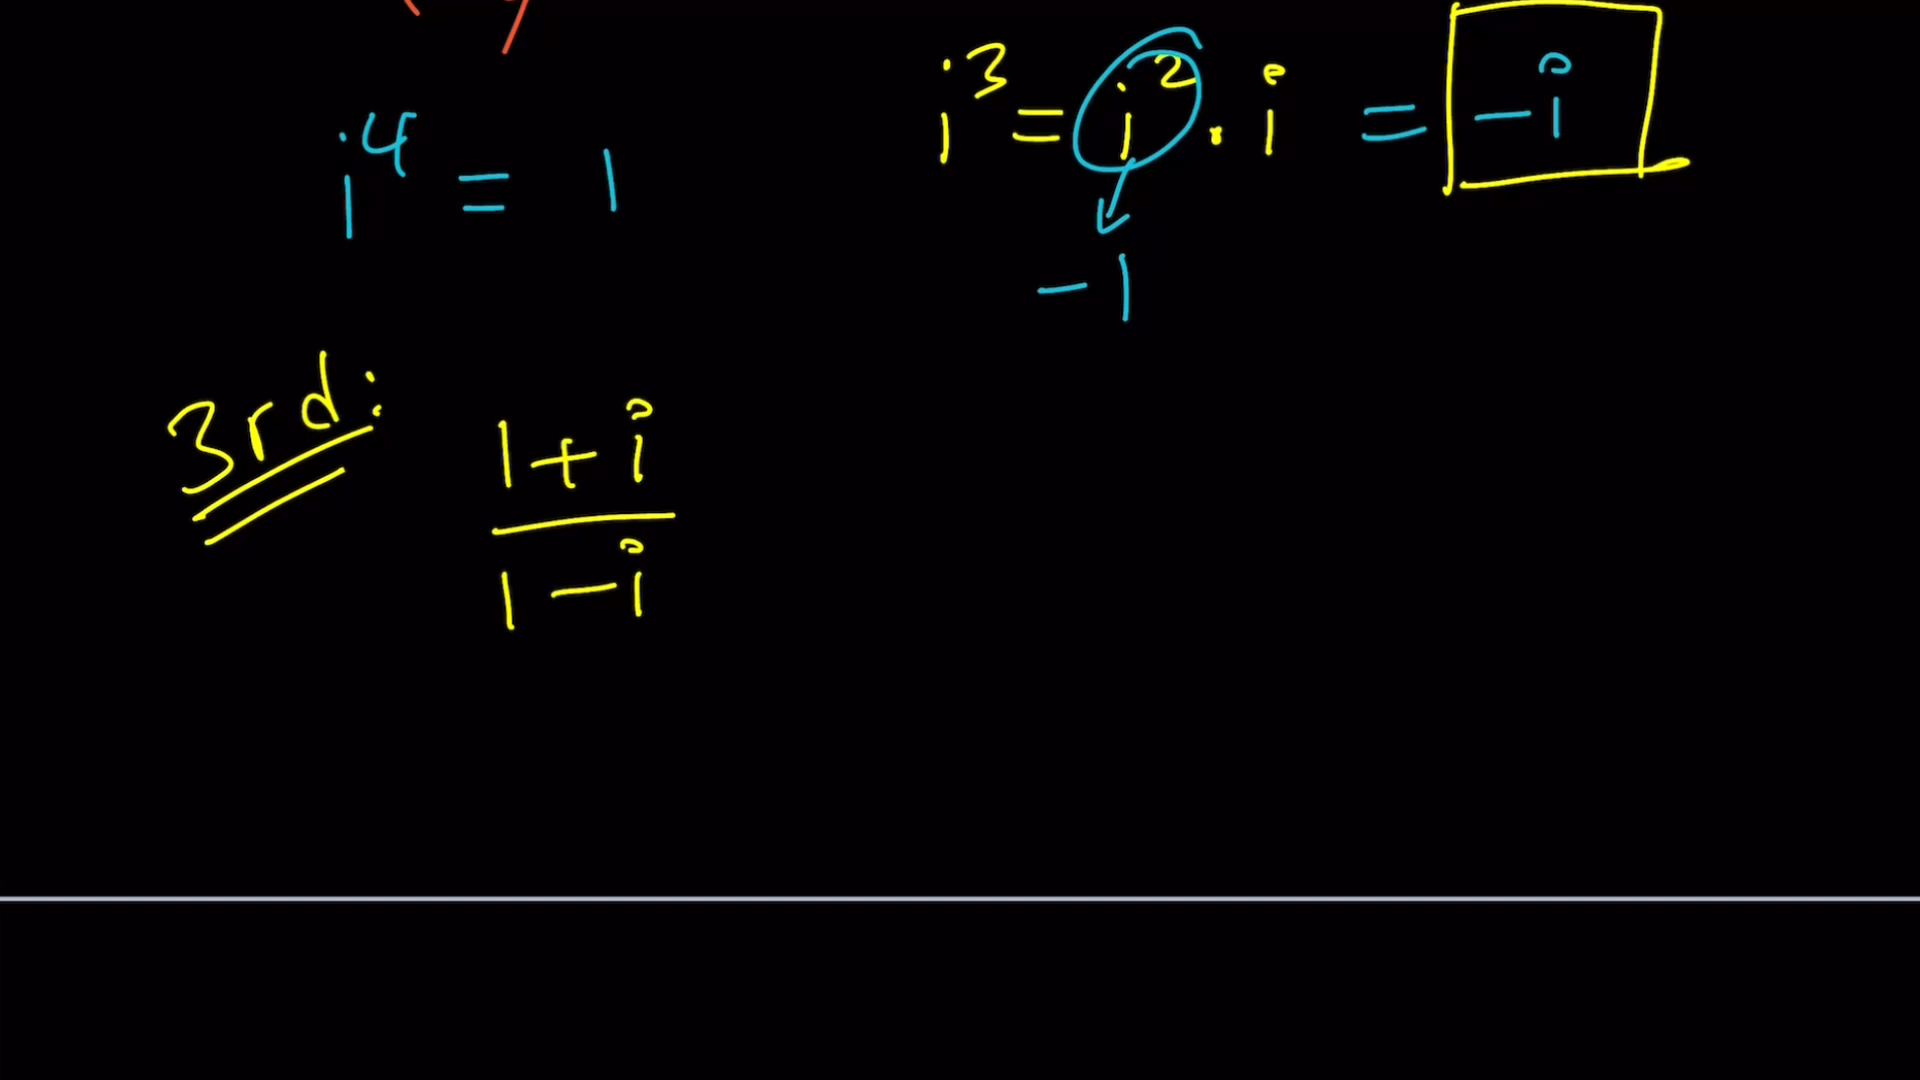 i³ = i² · i = -i
i⁴ = 1
-1
3rd:
1+i
1-i